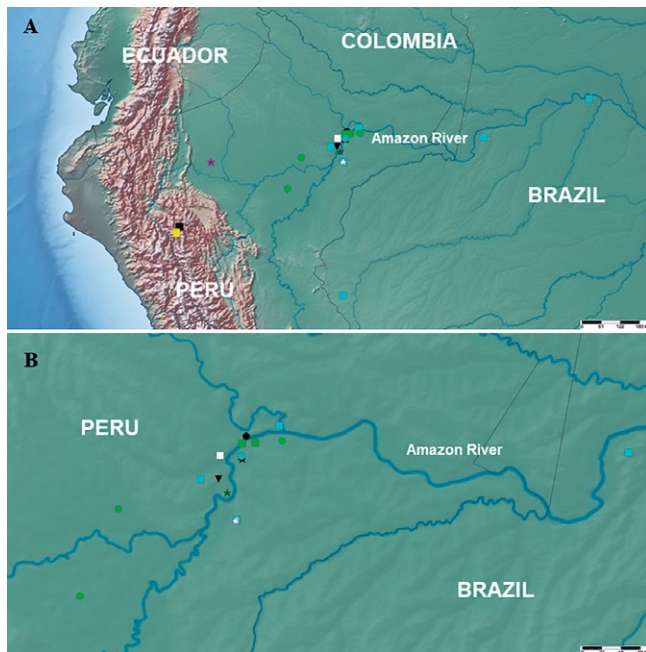 A
ECUADOR
COLOMBIA
Amazon River
BRAZIL
PERU
B
PERU
Amazon River
BRAZIL